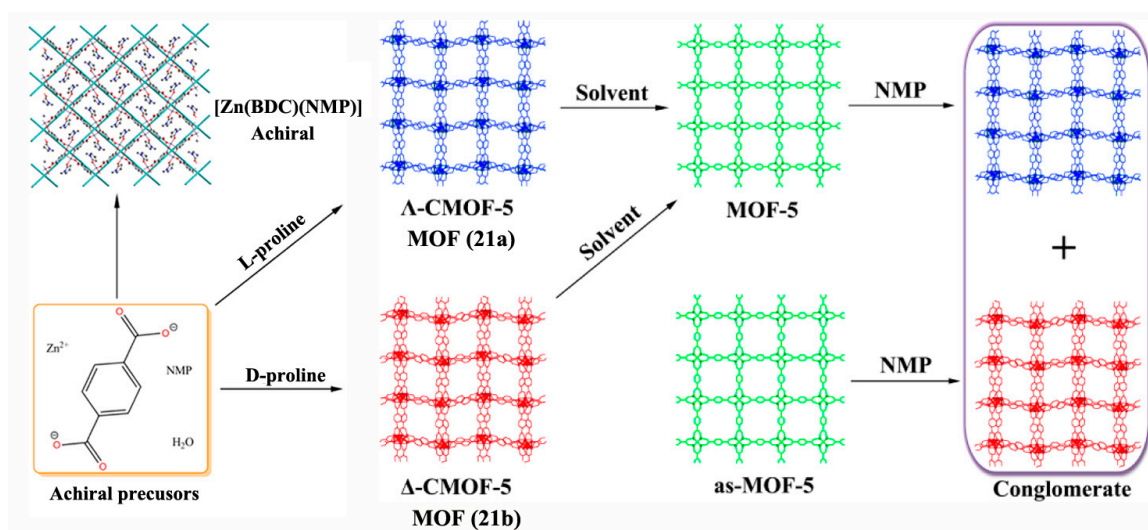 [Zn(BDC)(NMP)]
Achiral
Λ-CMOF-5
MOF (21a)
Solvent
MOF-5
NMP
L-proline
Solvent
+
Zn2+
O
O
⊖
NMP
⊖
O
O
H2O
Achiral precusors
D-proline
Δ-CMOF-5
MOF (21b)
as-MOF-5
NMP
Conglomerate